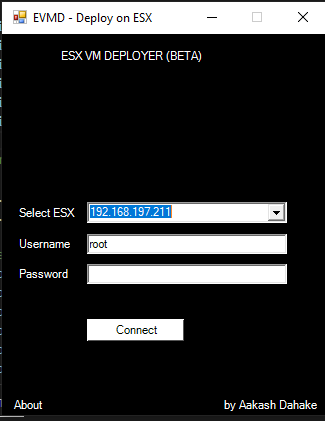 EVMD - Deploy on ESX
ESX VM DEPLOYER (BETA)
Select ESX 192.168.197.211
Username root
Password
Connect
About by Aakash Dahake